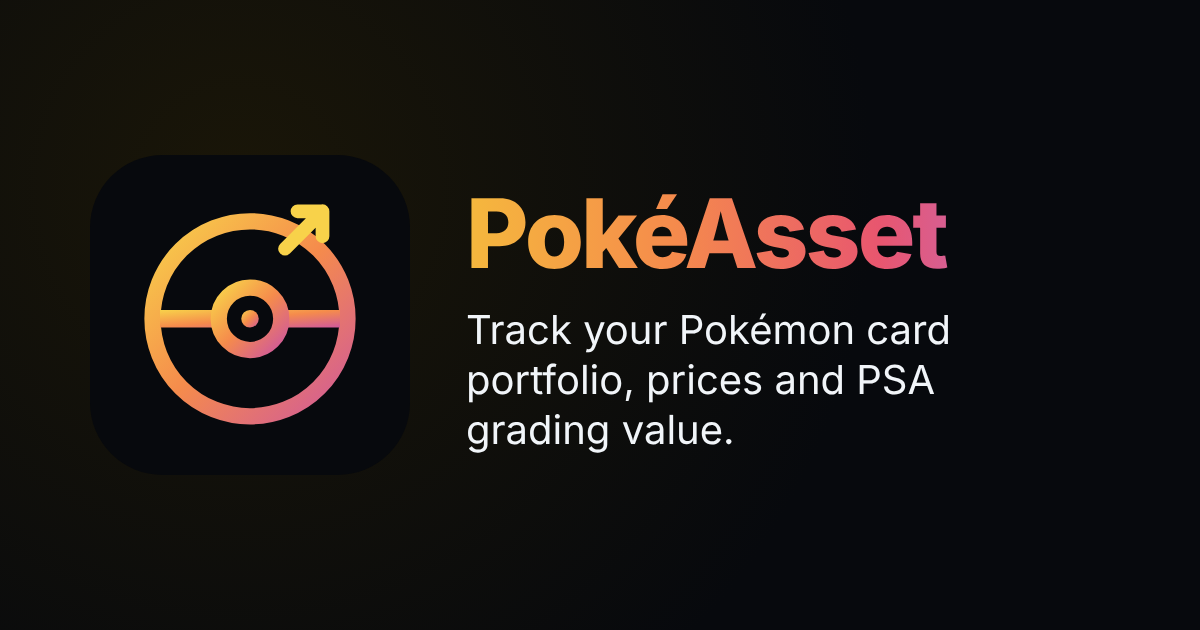 PokéAsset
Track your Pokémon card
portfolio, prices and PSA
grading value.